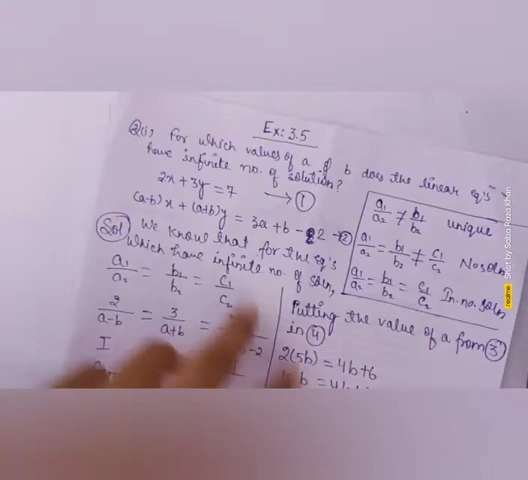 Ex: 3.5
Q(i), For which values of a & b does the linear eq's
have infinite no. of solution?
2x + 3y = 7 → 1
(a-b)x + (a+b)y = 3a + b - 2 → 2
Sol We know that for the eq's
which have infinite no. of soln,
a₁/a₂ = b₁/b₂ = c₁/c₂
2/(a-b) = 3/(a+b) =
-2
I
a₁/a₂ ≠ b₁/b₂ unique
a₁/a₂ = b₁/b₂ ≠ c₁/c₂ No soln
a₁/a₂ = b₁/b₂ = c₁/c₂ In. no. soln
Putting the value of a from 3
in 4
2(5b) = 4b + 6
b = 4b
realme Shot by Saba Raza Khan